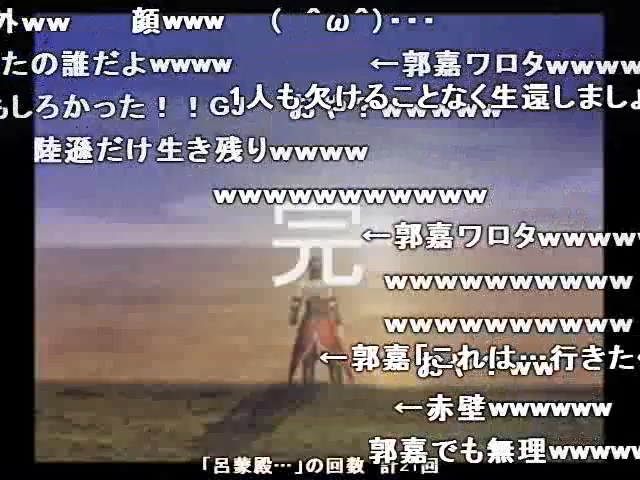 外ww 顔www ( ^ω^)・・・
たの誰だよwwww ←郭嘉ワロタwwwww
もしろかった！！GJ
1人も欠けることなく生還しましょ
陸遜だけ生き残りwwww
wwwwwwwwwww
完
←郭嘉ワロタwwwww
wwwwwwwwwww
wwwwwwwwwww
←郭嘉「これは…行きた
←赤壁wwwwww
郭嘉でも無理wwwww
「呂蒙殿…」の回数 計21回